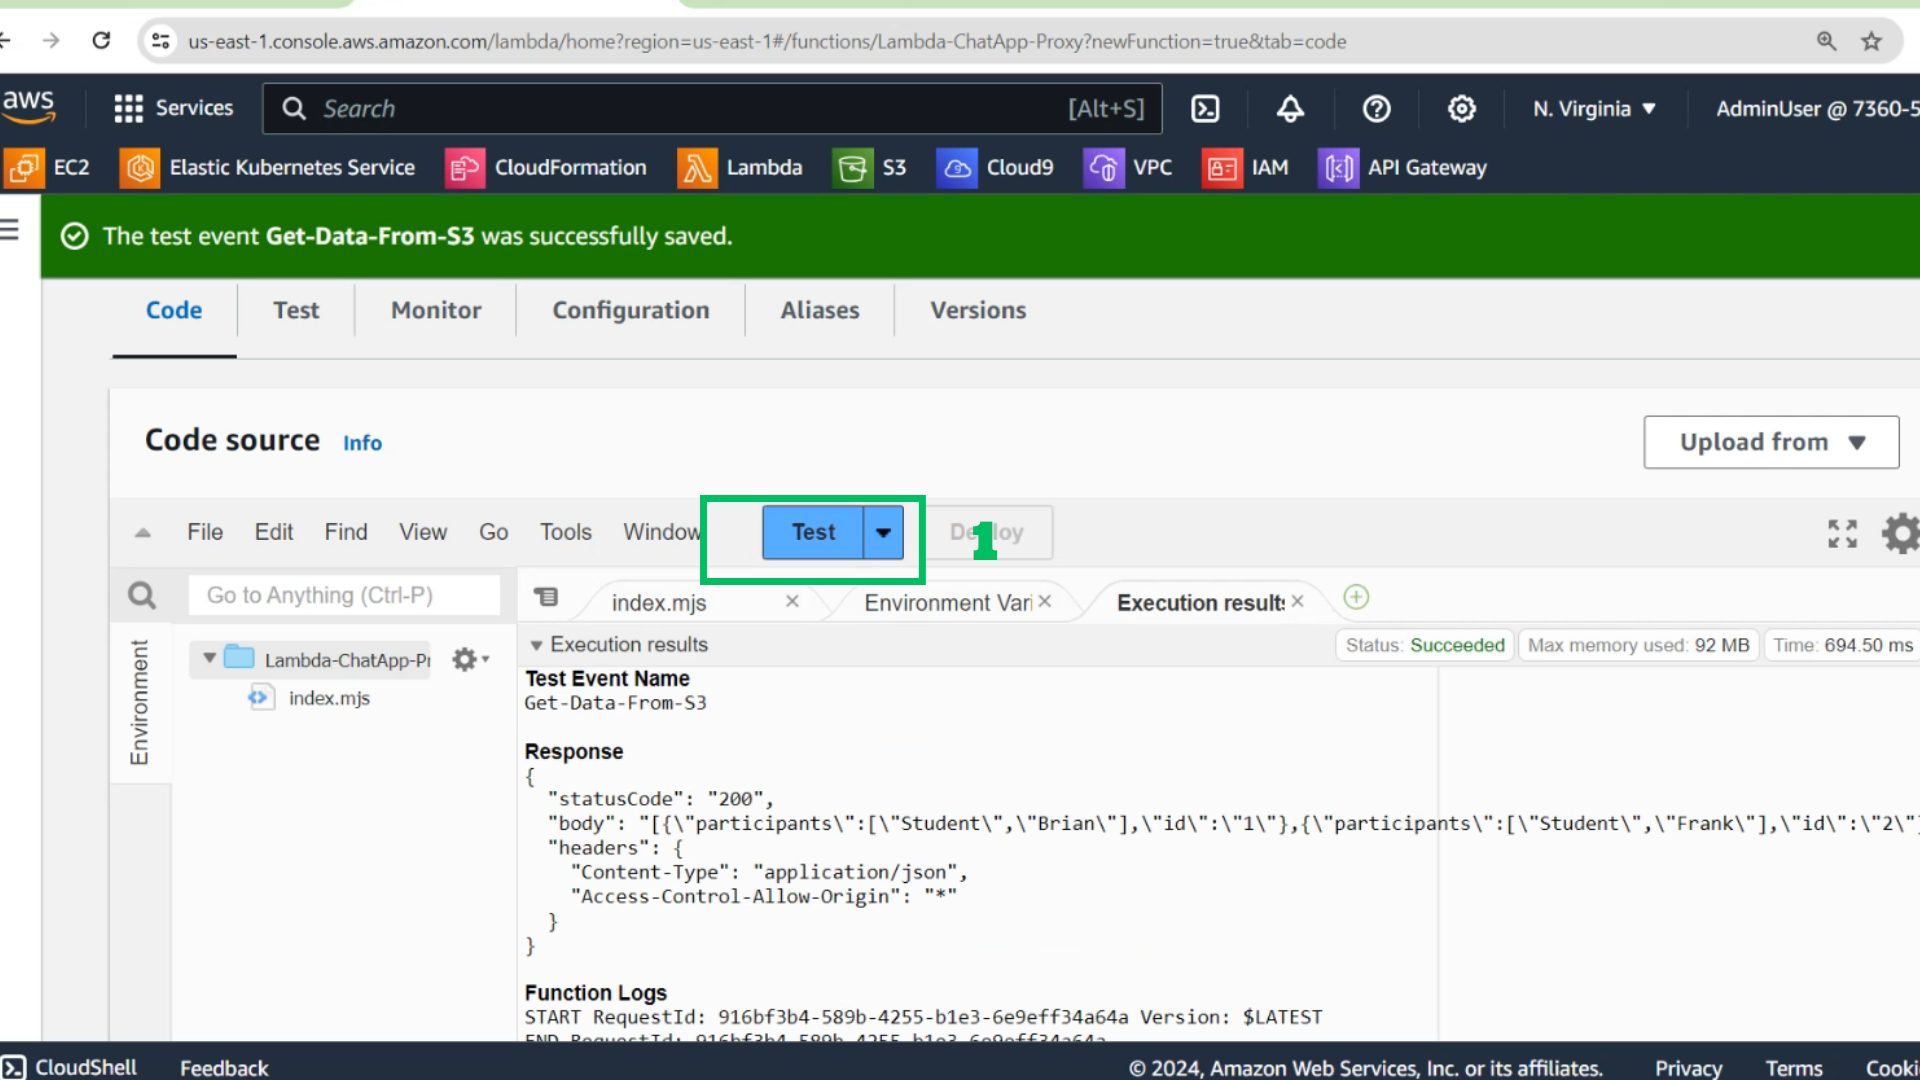 us-east-1.console.aws.amazon.com/lambda/home?region=us-east-1#/functions/Lambda-ChatApp-Proxy?newFunction=true&tab=code
aws
Services
Search
[Alt+S]
N. Virginia
AdminUser @ 7360-5
EC2
Elastic Kubernetes Service
CloudFormation
Lambda
S3
Cloud9
VPC
IAM
API Gateway
The test event Get-Data-From-S3 was successfully saved.
Code
Test
Monitor
Configuration
Aliases
Versions
Code source Info
Upload from
File
Edit
Find
View
Go
Tools
Window
Test
1
Go to Anything (Ctrl-P)
index.mjs
Environment Vari
Execution results
Execution results
Status: Succeeded
Max memory used: 92 MB
Time: 694.50 ms
Environment
Lambda-ChatApp-Pr
index.mjs
Test Event Name
Get-Data-From-S3
Response
{
"statusCode": "200",
"body": "[{\"participants\":[\"Student\",\"Brian\"],\"id\":\"1\"},{\"participants\":[\"Student\",\"Frank\"],\"id\":\"2\"
"headers": {
"Content-Type": "application/json",
"Access-Control-Allow-Origin": "*"
}
}
Function Logs
START RequestId: 916bf3b4-589b-4255-b1e3-6e9eff34a64a Version: $LATEST
END RequestId: 916bf3b4-589b-4255-b1e3-6e9eff34a64a
CloudShell
Feedback
© 2024, Amazon Web Services, Inc. or its affiliates.
Privacy
Terms
Cooki